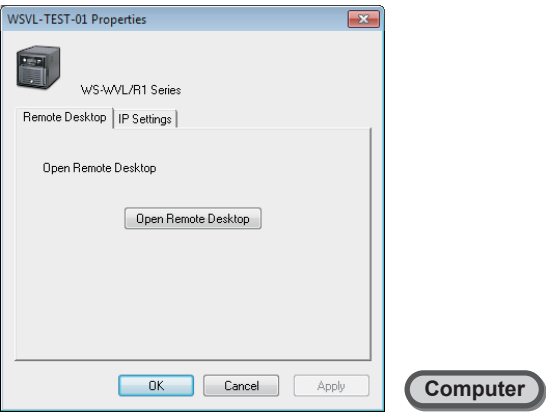 WSVL-TEST-01 Properties
WS-WVL/R1 Series
Remote Desktop
IP Settings
Open Remote Desktop
Open Remote Desktop
OK
Cancel
Apply
Computer